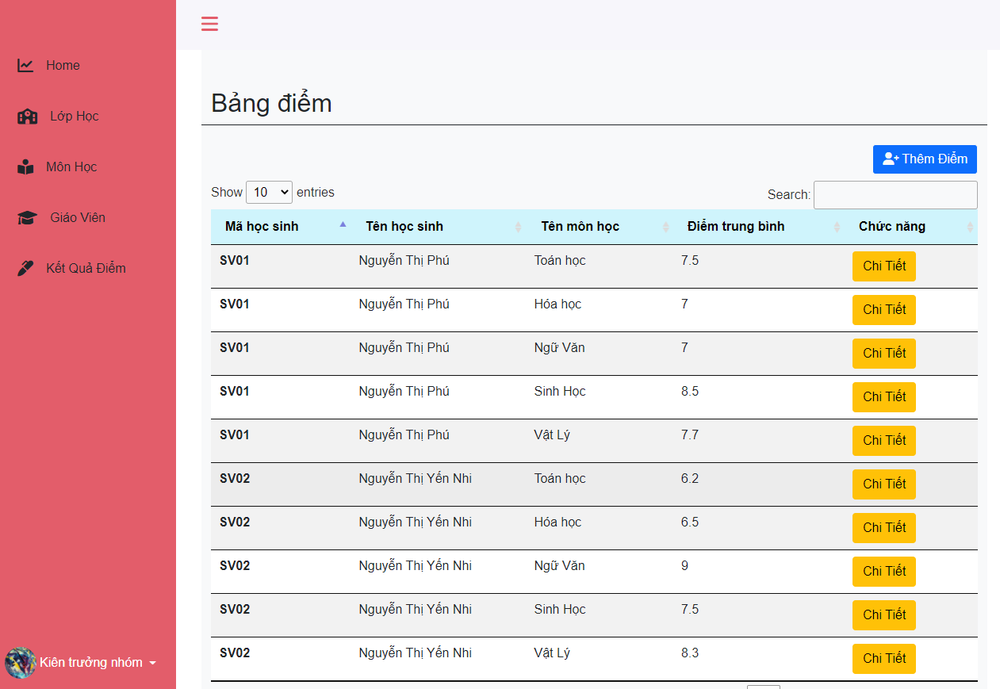 Home
Lớp Học
Môn Học
Giáo Viên
Kết Quả Điểm
Kiên trưởng nhóm
Bảng điểm
Thêm Điểm
Show 10 entries
Search:
Mã học sinh Tên học sinh Tên môn học Điểm trung bình Chức năng
SV01 Nguyễn Thị Phú Toán học 7.5 Chi Tiết
SV01 Nguyễn Thị Phú Hóa học 7 Chi Tiết
SV01 Nguyễn Thị Phú Ngữ Văn 7 Chi Tiết
SV01 Nguyễn Thị Phú Sinh Học 8.5 Chi Tiết
SV01 Nguyễn Thị Phú Vật Lý 7.7 Chi Tiết
SV02 Nguyễn Thị Yến Nhi Toán học 6.2 Chi Tiết
SV02 Nguyễn Thị Yến Nhi Hóa học 6.5 Chi Tiết
SV02 Nguyễn Thị Yến Nhi Ngữ Văn 9 Chi Tiết
SV02 Nguyễn Thị Yến Nhi Sinh Học 7.5 Chi Tiết
SV02 Nguyễn Thị Yến Nhi Vật Lý 8.3 Chi Tiết